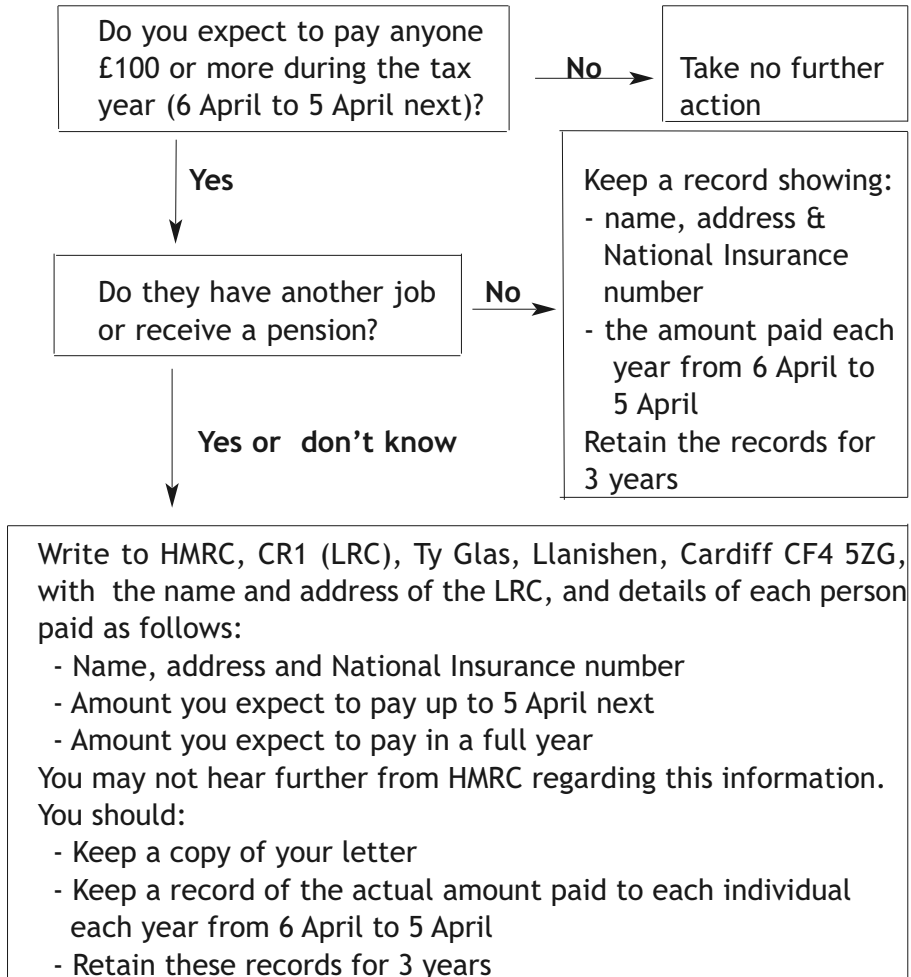 Do you expect to pay anyone
£100 or more during the tax
year (6 April to 5 April next)?
No
Take no further
action
Yes
Do they have another job
or receive a pension?
No
Keep a record showing:
- name, address &
National Insurance
number
- the amount paid each
year from 6 April to
5 April
Retain the records for
3 years
Yes or don't know
Write to HMRC, CR1 (LRC), Ty Glas, Llanishen, Cardiff CF4 5ZG,
with the name and address of the LRC, and details of each person
paid as follows:
- Name, address and National Insurance number
- Amount you expect to pay up to 5 April next
- Amount you expect to pay in a full year
You may not hear further from HMRC regarding this information.
You should:
- Keep a copy of your letter
- Keep a record of the actual amount paid to each individual
each year from 6 April to 5 April
- Retain these records for 3 years